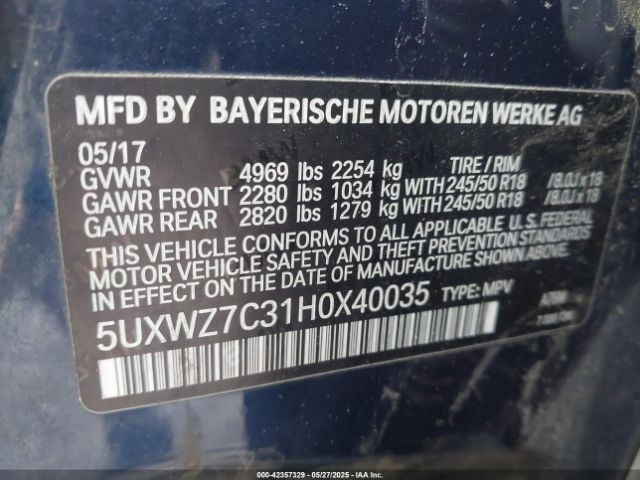 MFD BY BAYERISCHE MOTOREN WERKE AG
05/17
TIRE / RIM
GVWR 4969 lbs 2254 kg
GAWR FRONT 2280 lbs 1034 kg WITH 245/50 R18 /8.0J x 18
GAWR REAR 2820 lbs 1279 kg WITH 245/50 R18 /8.0J x 18
THIS VEHICLE CONFORMS TO ALL APPLICABLE U.S. FEDERAL
MOTOR VEHICLE SAFETY AND THEFT PREVENTION STANDARDS
IN EFFECT ON THE DATE OF MANUFACTURE SHOWN ABOVE.
5UXWZ7C31H0X40035 TYPE: MPV
000-42357329 | 05/27/2025 | IAA IMAGING